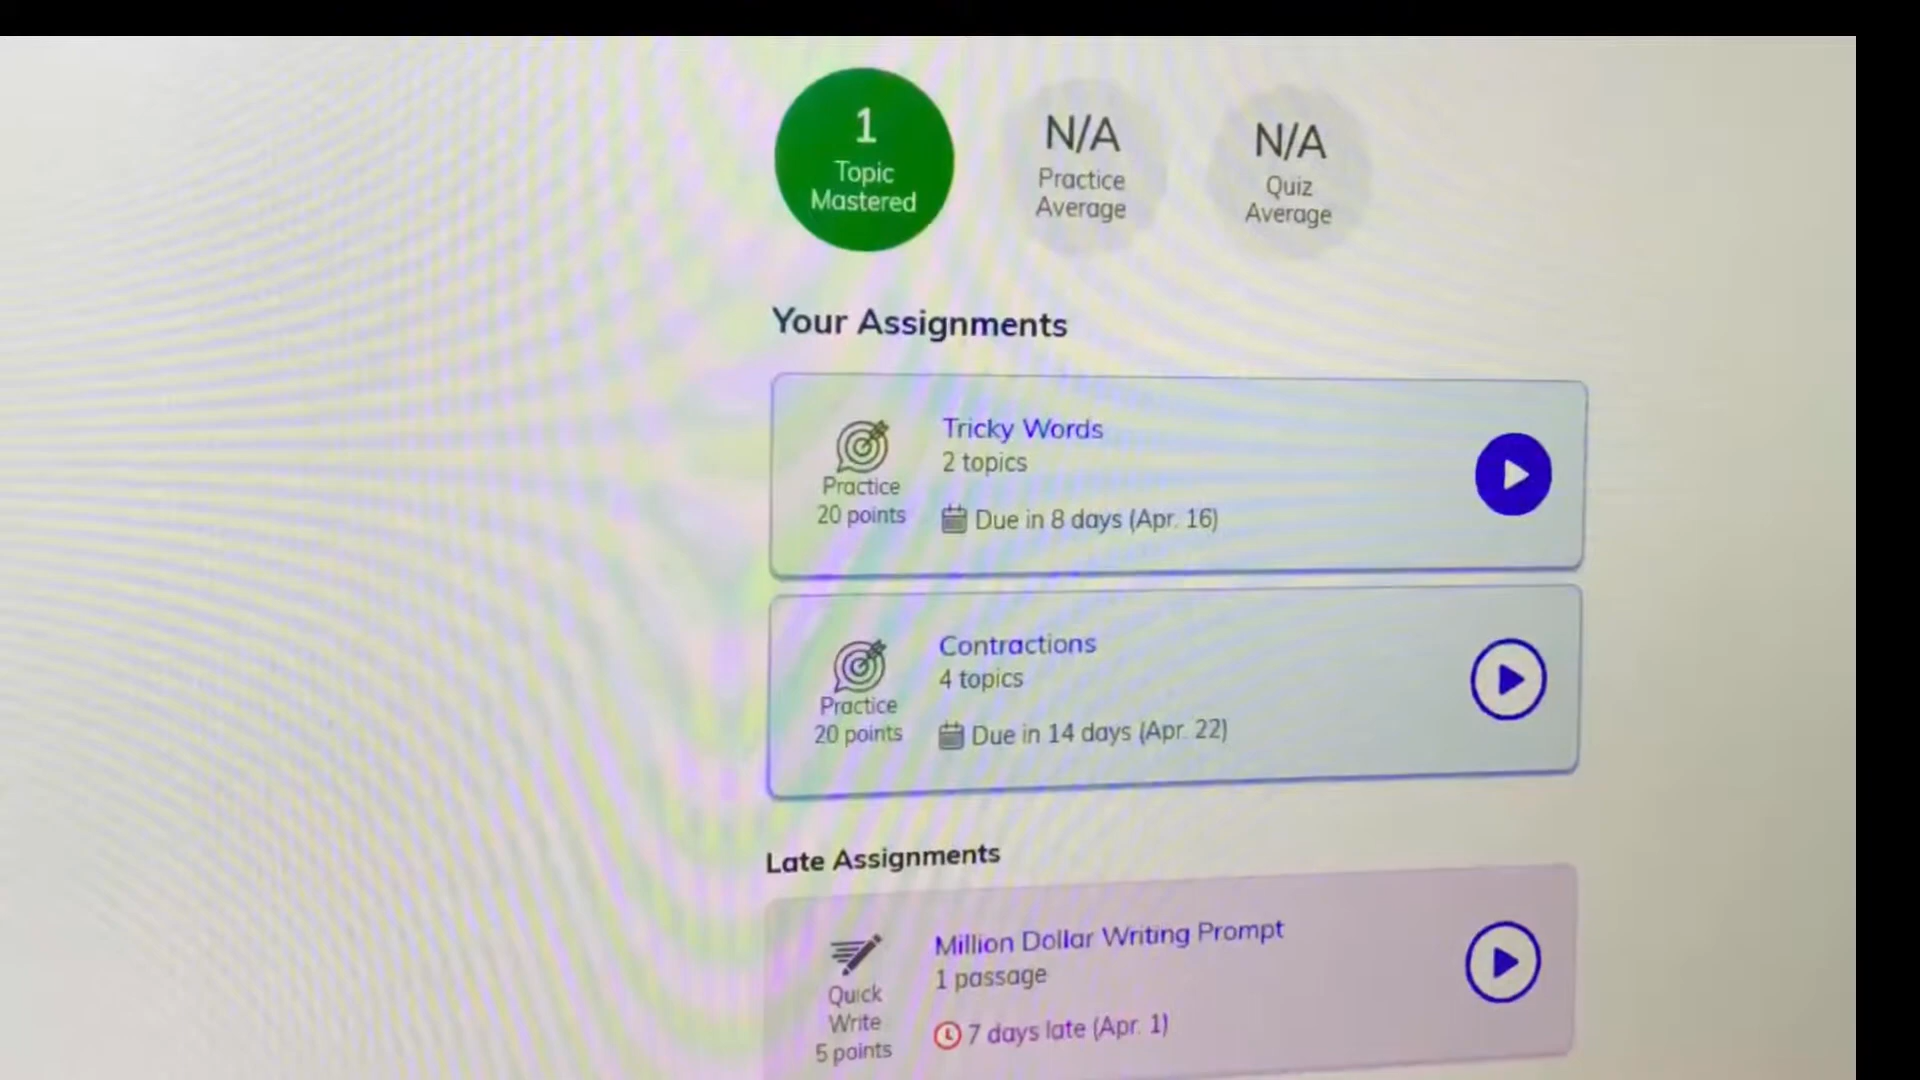 1
Topic
Mastered
N/A
Practice
Average
N/A
Quiz
Average
Your Assignments
Practice
20 points
Tricky Words
2 topics
Due in 8 days (Apr. 16)
Practice
20 points
Contractions
4 topics
Due in 14 days (Apr. 22)
Late Assignments
Quick
Write
5 points
Million Dollar Writing Prompt
1 passage
7 days late (Apr. 1)